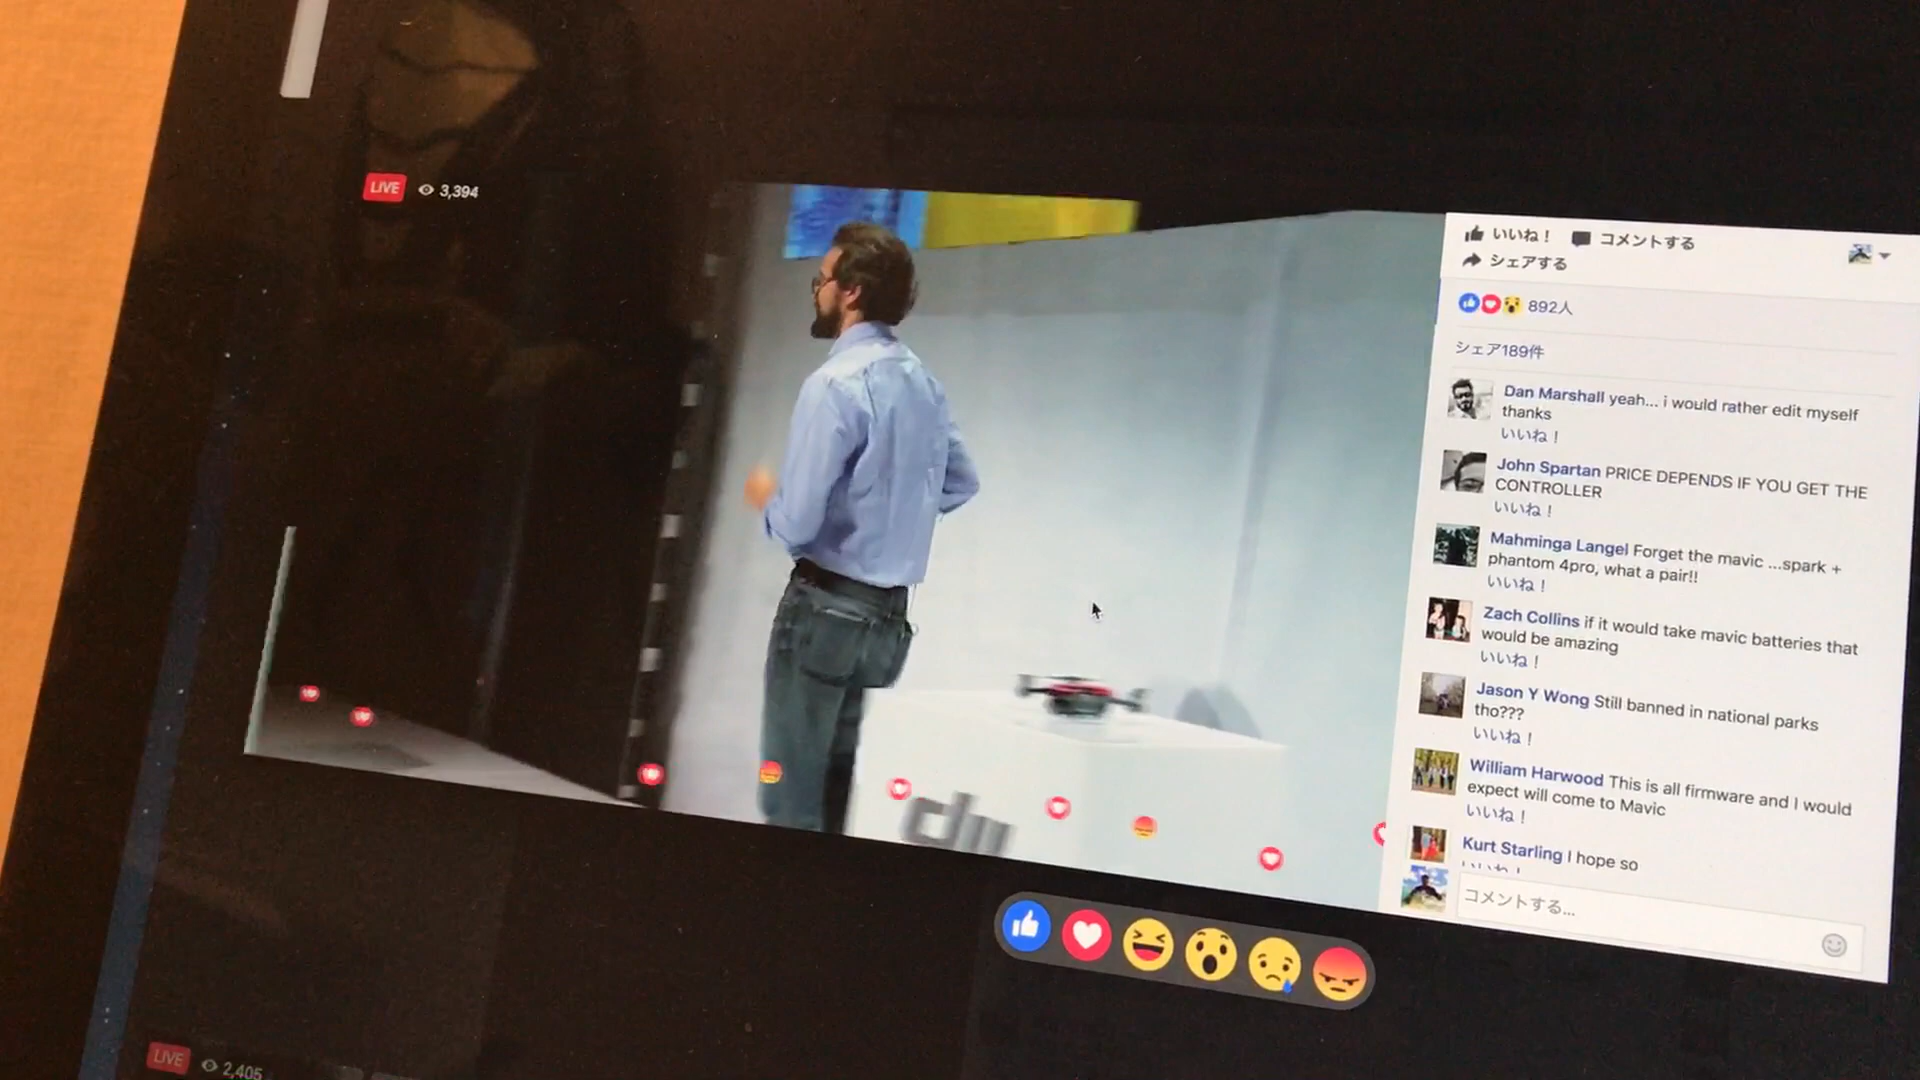 LIVE 3,394
いいね！ コメントする
シェアする
892人
シェア189件
Dan Marshall yeah... i would rather edit myself
thanks
いいね！
John Spartan PRICE DEPENDS IF YOU GET THE
CONTROLLER
いいね！
Mahminga Langel Forget the mavic ...spark +
phantom 4pro, what a pair!!
いいね！
Zach Collins if it would take mavic batteries that
would be amazing
いいね！
Jason Y Wong Still banned in national parks
tho???
いいね！
William Harwood This is all firmware and I would
expect will come to Mavic
いいね！
Kurt Starling I hope so
コメントする...
dji
LIVE 2,405